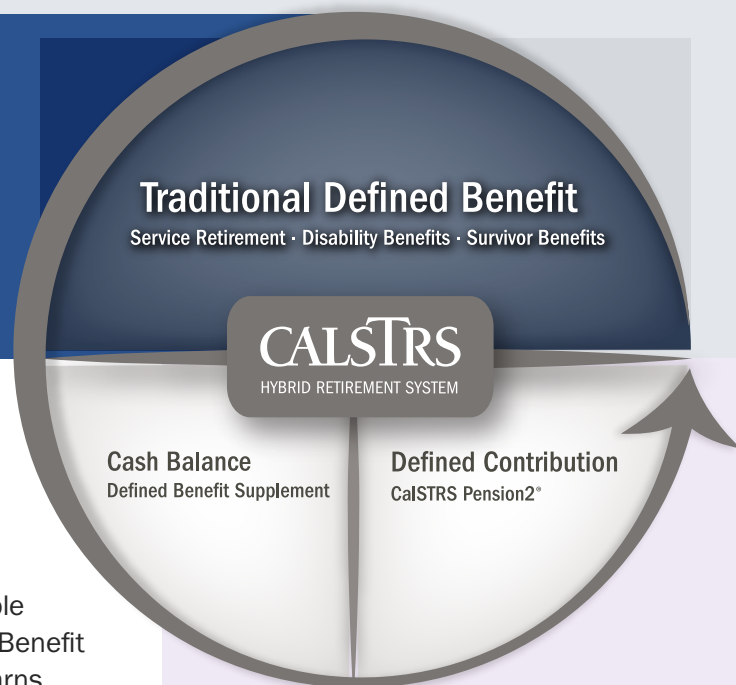 Traditional Defined Benefit
Service Retirement · Disability Benefits · Survivor Benefits
CALSTRS
HYBRID RETIREMENT SYSTEM
Cash Balance
Defined Benefit Supplement
Defined Contribution
CalSTRS Pension2®
Benefit